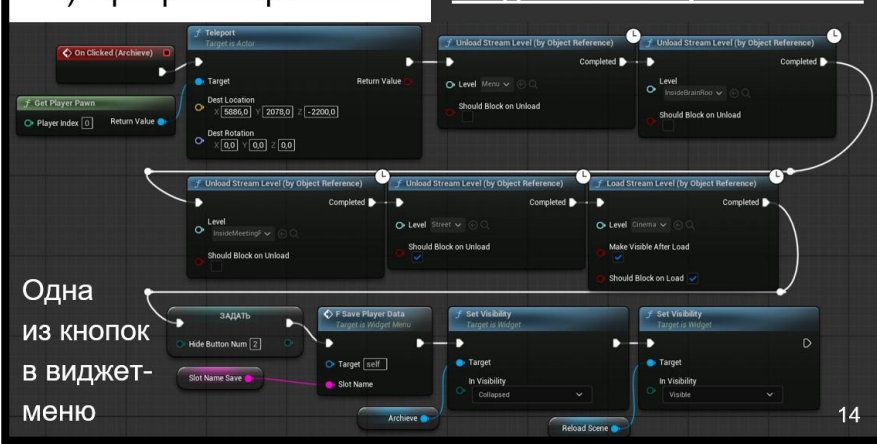 On Clicked (Archieve)
Get Player Pawn
Player Index 0 Return Value
Teleport
Target is Actor
Target Return Value
Dest Location
X 5886,0 Y 2078,0 Z -2200,0
Dest Rotation
X 0,0 Y 0,0 Z 0,0
Unload Stream Level (by Object Reference)
Completed
Level Menu
Should Block on Unload
Unload Stream Level (by Object Reference)
Completed
Level
InsideBrainRoo
Should Block on Unload
Unload Stream Level (by Object Reference)
Completed
Level
InsideMeetingF
Should Block on Unload
Unload Stream Level (by Object Reference)
Completed
Level Street
Should Block on Unload
Load Stream Level (by Object Reference)
Completed
Level Cinema
Make Visible After Load
Should Block on Load
Одна
из кнопок
в виджет-
меню
ЗАДАТЬ
Hide Button Num 2
Slot Name Save
F Save Player Data
Target is Widget Menu
Target self
Slot Name
Archieve
Set Visibility
Target is Widget
Target
In Visibility
Collapsed
Reload Scene
Set Visibility
Target is Widget
Target
In Visibility
Visible
14